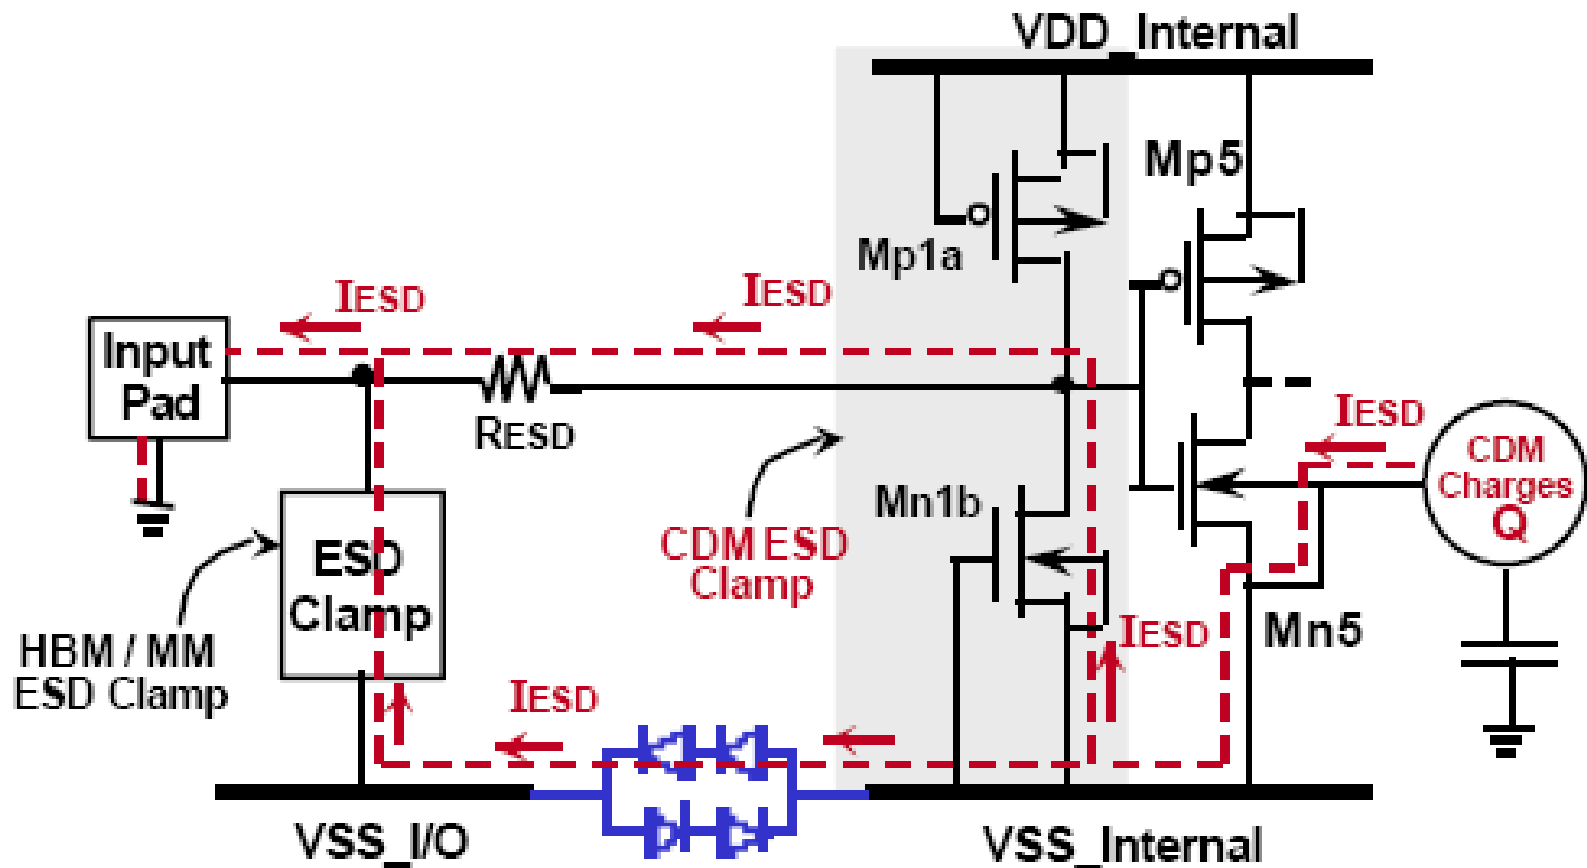 VDD_Internal
Mp5
Mp1a
IESD
IESD
Input
Pad
RESD
IESD
CDM
Charges
Q
Mn1b
CDM ESD
Clamp
ESD
Clamp
HBM / MM
ESD Clamp
IESD
Mn5
IESD
VSS_I/O
VSS_Internal